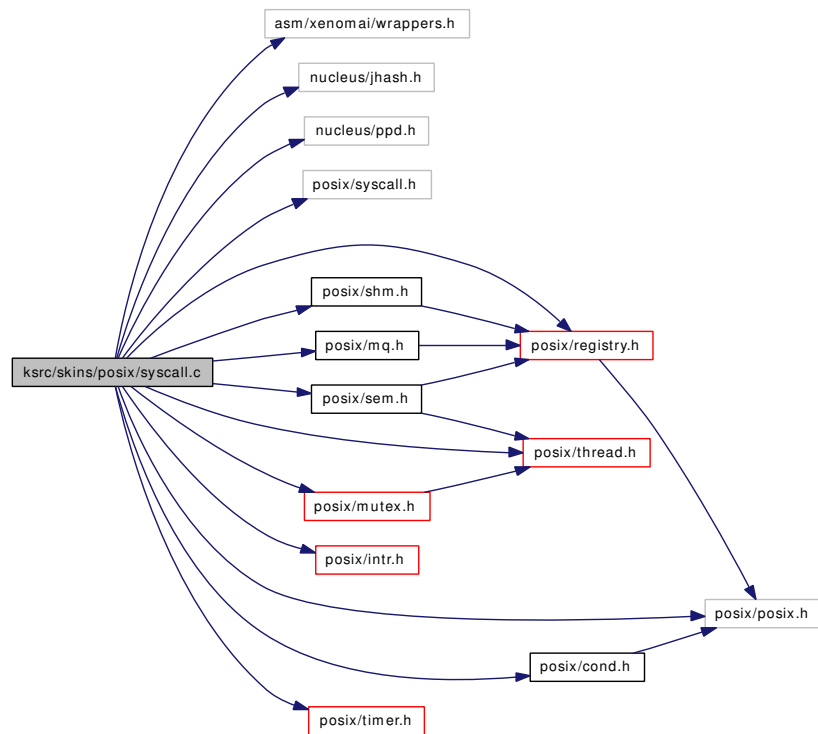 asm/xenomai/wrappers.h
nucleus/jhash.h
nucleus/ppd.h
posix/syscall.h
posix/shm.h
posix/mq.h
posix/registry.h
ksrc/skins/posix/syscall.c
posix/sem.h
posix/thread.h
posix/mutex.h
posix/intr.h
posix/posix.h
posix/cond.h
posix/timer.h